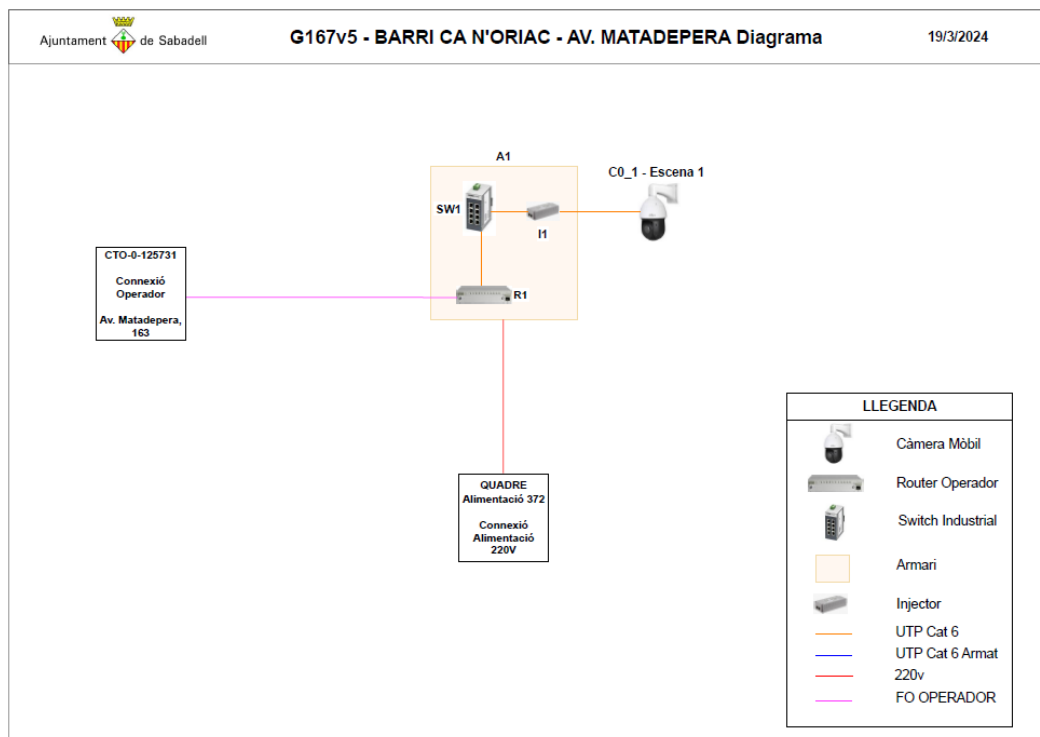 Ajuntament de Sabadell
G167v5 - BARRI CA N'ORIAC - AV. MATADEPERA Diagrama
19/3/2024
A1
C0_1 - Escena 1
SW1
I1
R1
CTO-0-125731
Connexió
Operador
Av. Matadepera,
163
QUADRE
Alimentació 372
Connexió
Alimentació
220V
LLEGENDA
Càmera Mòbil
Router Operador
Switch Industrial
Armari
Injector
UTP Cat 6
UTP Cat 6 Armat
220v
FO OPERADOR